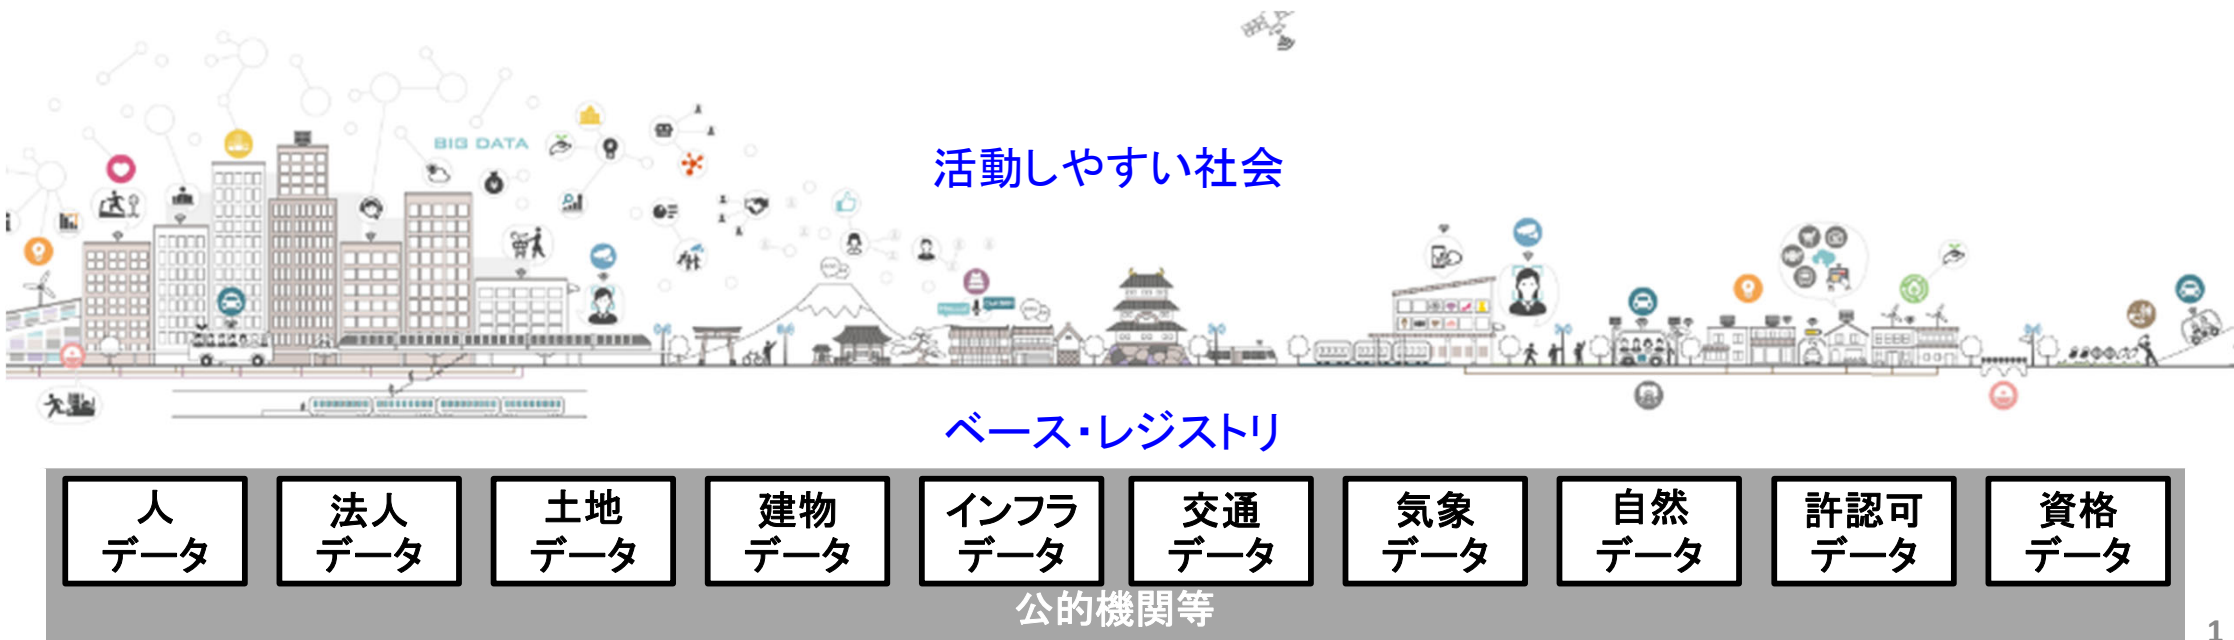 BIG DATA
活動しやすい社会
ベース・レジストリ
人
データ
法人
データ
土地
データ
建物
データ
インフラ
データ
交通
データ
気象
データ
自然
データ
許認可
データ
資格
データ
公的機関等
1